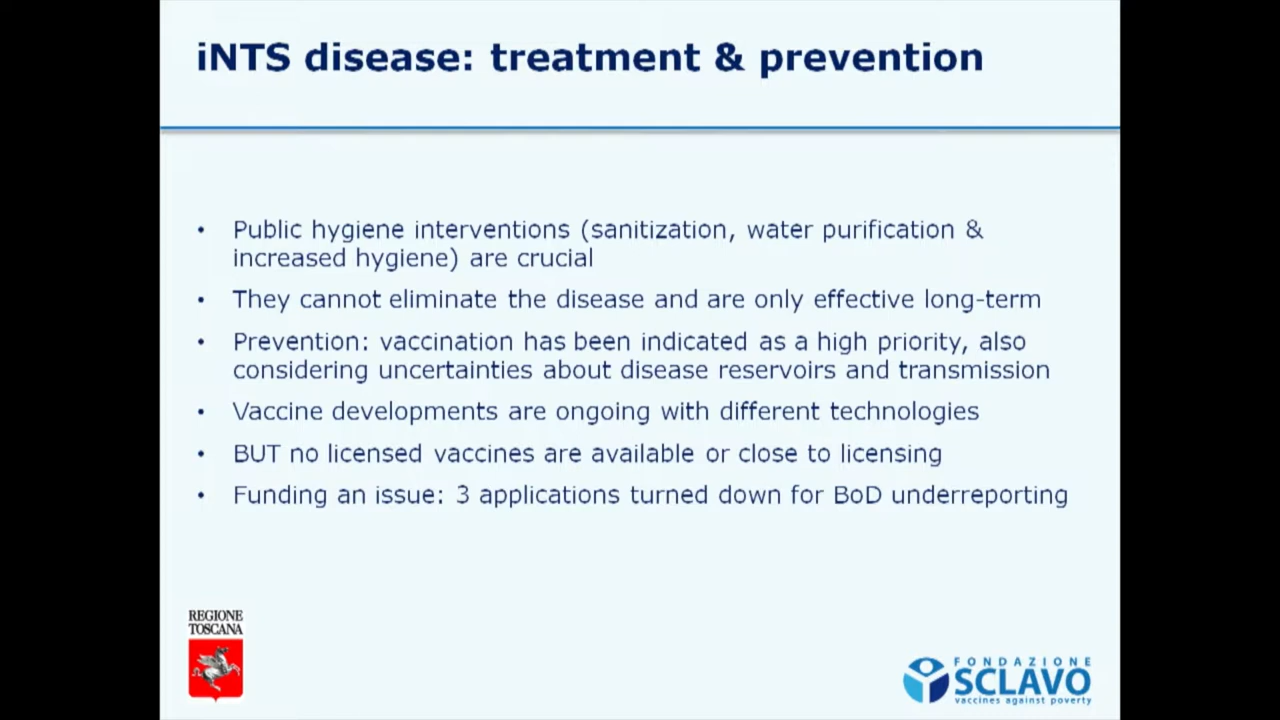 iNTS disease: treatment & prevention
• Public hygiene interventions (sanitization, water purification &
increased hygiene) are crucial
• They cannot eliminate the disease and are only effective long-term
• Prevention: vaccination has been indicated as a high priority, also
considering uncertainties about disease reservoirs and transmission
• Vaccine developments are ongoing with different technologies
• BUT no licensed vaccines are available or close to licensing
• Funding an issue: 3 applications turned down for BoD underreporting
REGIONE
TOSCANA
FONDAZIONE
SCLAVO
vaccines against poverty